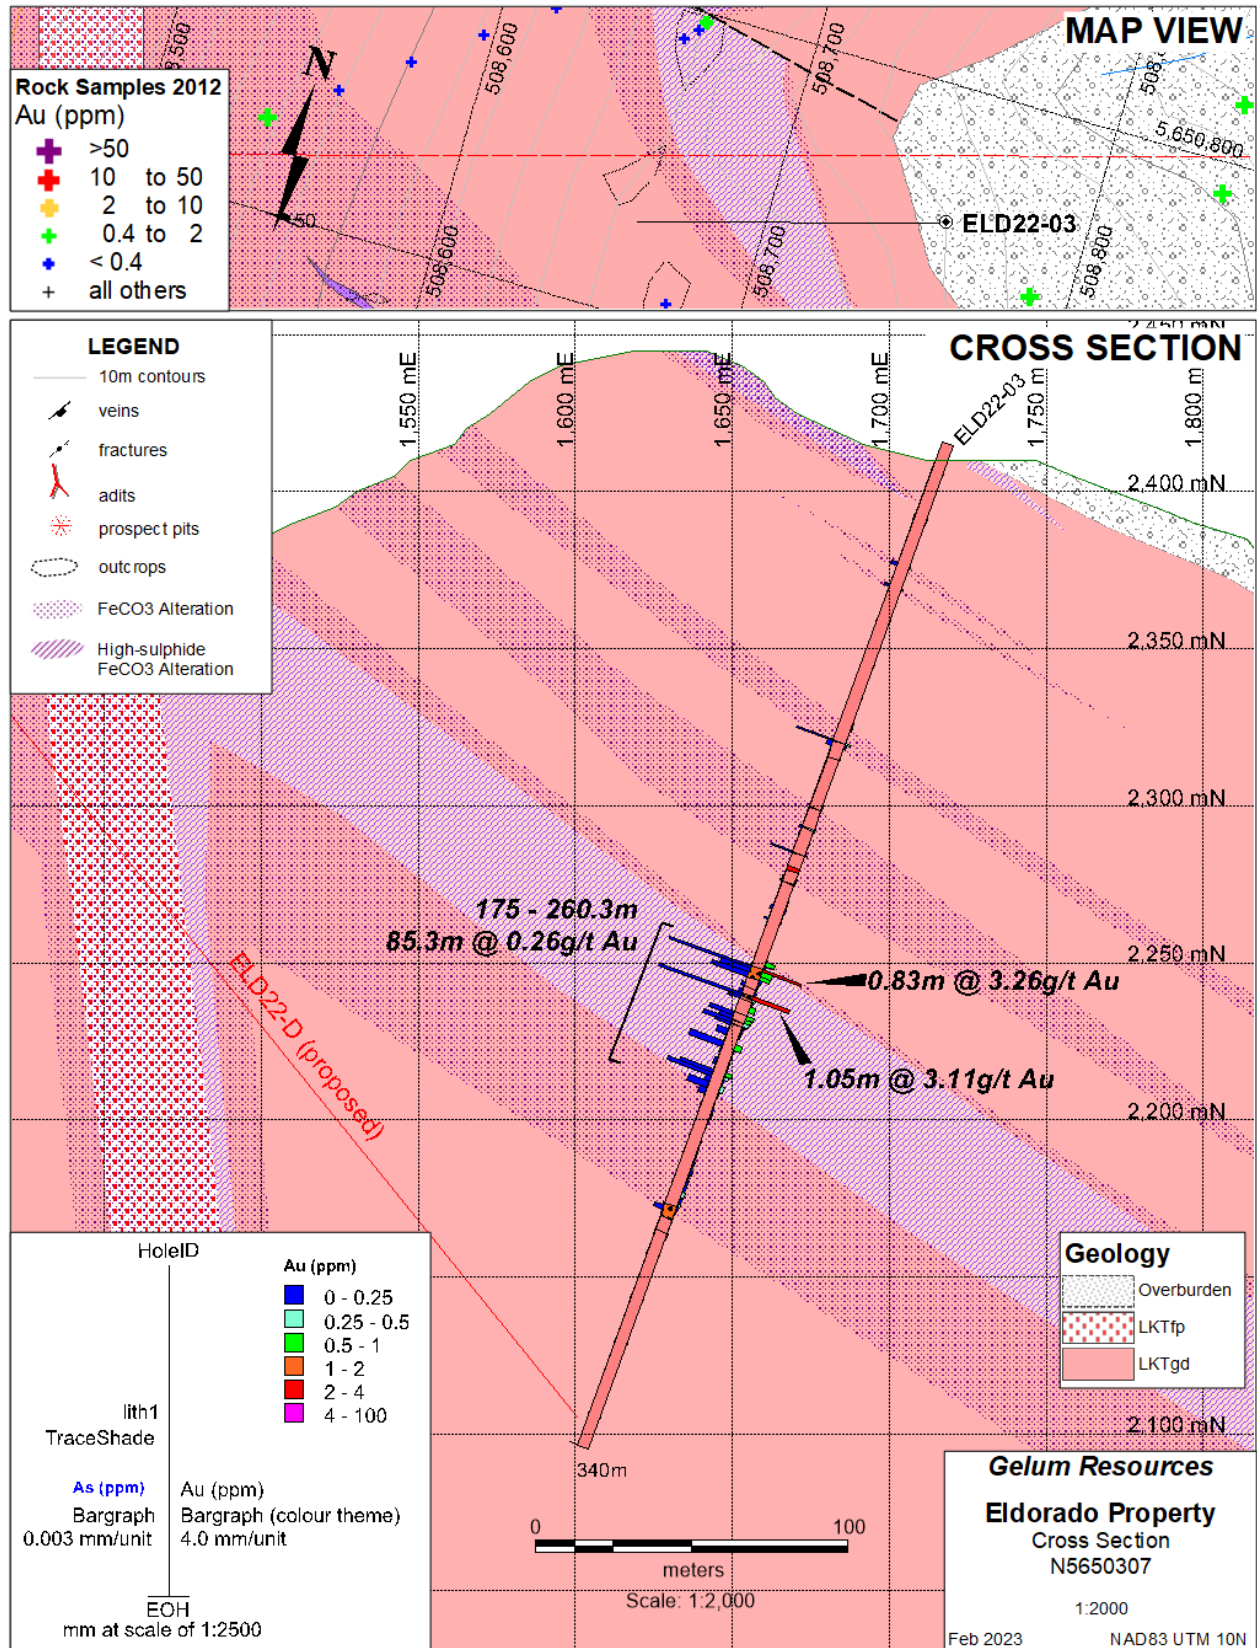 MAP VIEW
Rock Samples 2012
Au (ppm)
>50
10 to 50
2 to 10
0.4 to 2
< 0.4
all others
N
508,600
508,700
5,650,800
50
508,600
508,700
508,800
ELD22-03
CROSS SECTION
LEGEND
10m contours
veins
fractures
adits
prospect pits
outcrops
FeCO3 Alteration
High-sulphide
FeCO3 Alteration
1,550 mE
1,600 mE
1,650 mE
1,700 mE
1,750 m
1,800 m
ELD22-03
2,400 mN
2,350 mN
2,300 mN
2,250 mN
2,200 mN
2,100 mN
175 - 260.3m
85.3m @ 0.26g/t Au
0.83m @ 3.26g/t Au
1.05m @ 3.11g/t Au
ELD22-D (proposed)
340m
HoleID
lith1
TraceShade
As (ppm)
Bargraph
0.003 mm/unit
Au (ppm)
Bargraph (colour theme)
4.0 mm/unit
EOH
mm at scale of 1:2500
Au (ppm)
0 - 0.25
0.25 - 0.5
0.5 - 1
1 - 2
2 - 4
4 - 100
0 100
meters
Scale: 1:2,000
Geology
Overburden
LKTfp
LKTgd
Gelum Resources
Eldorado Property
Cross Section
N5650307
1:2000
Feb 2023 NAD83 UTM 10N